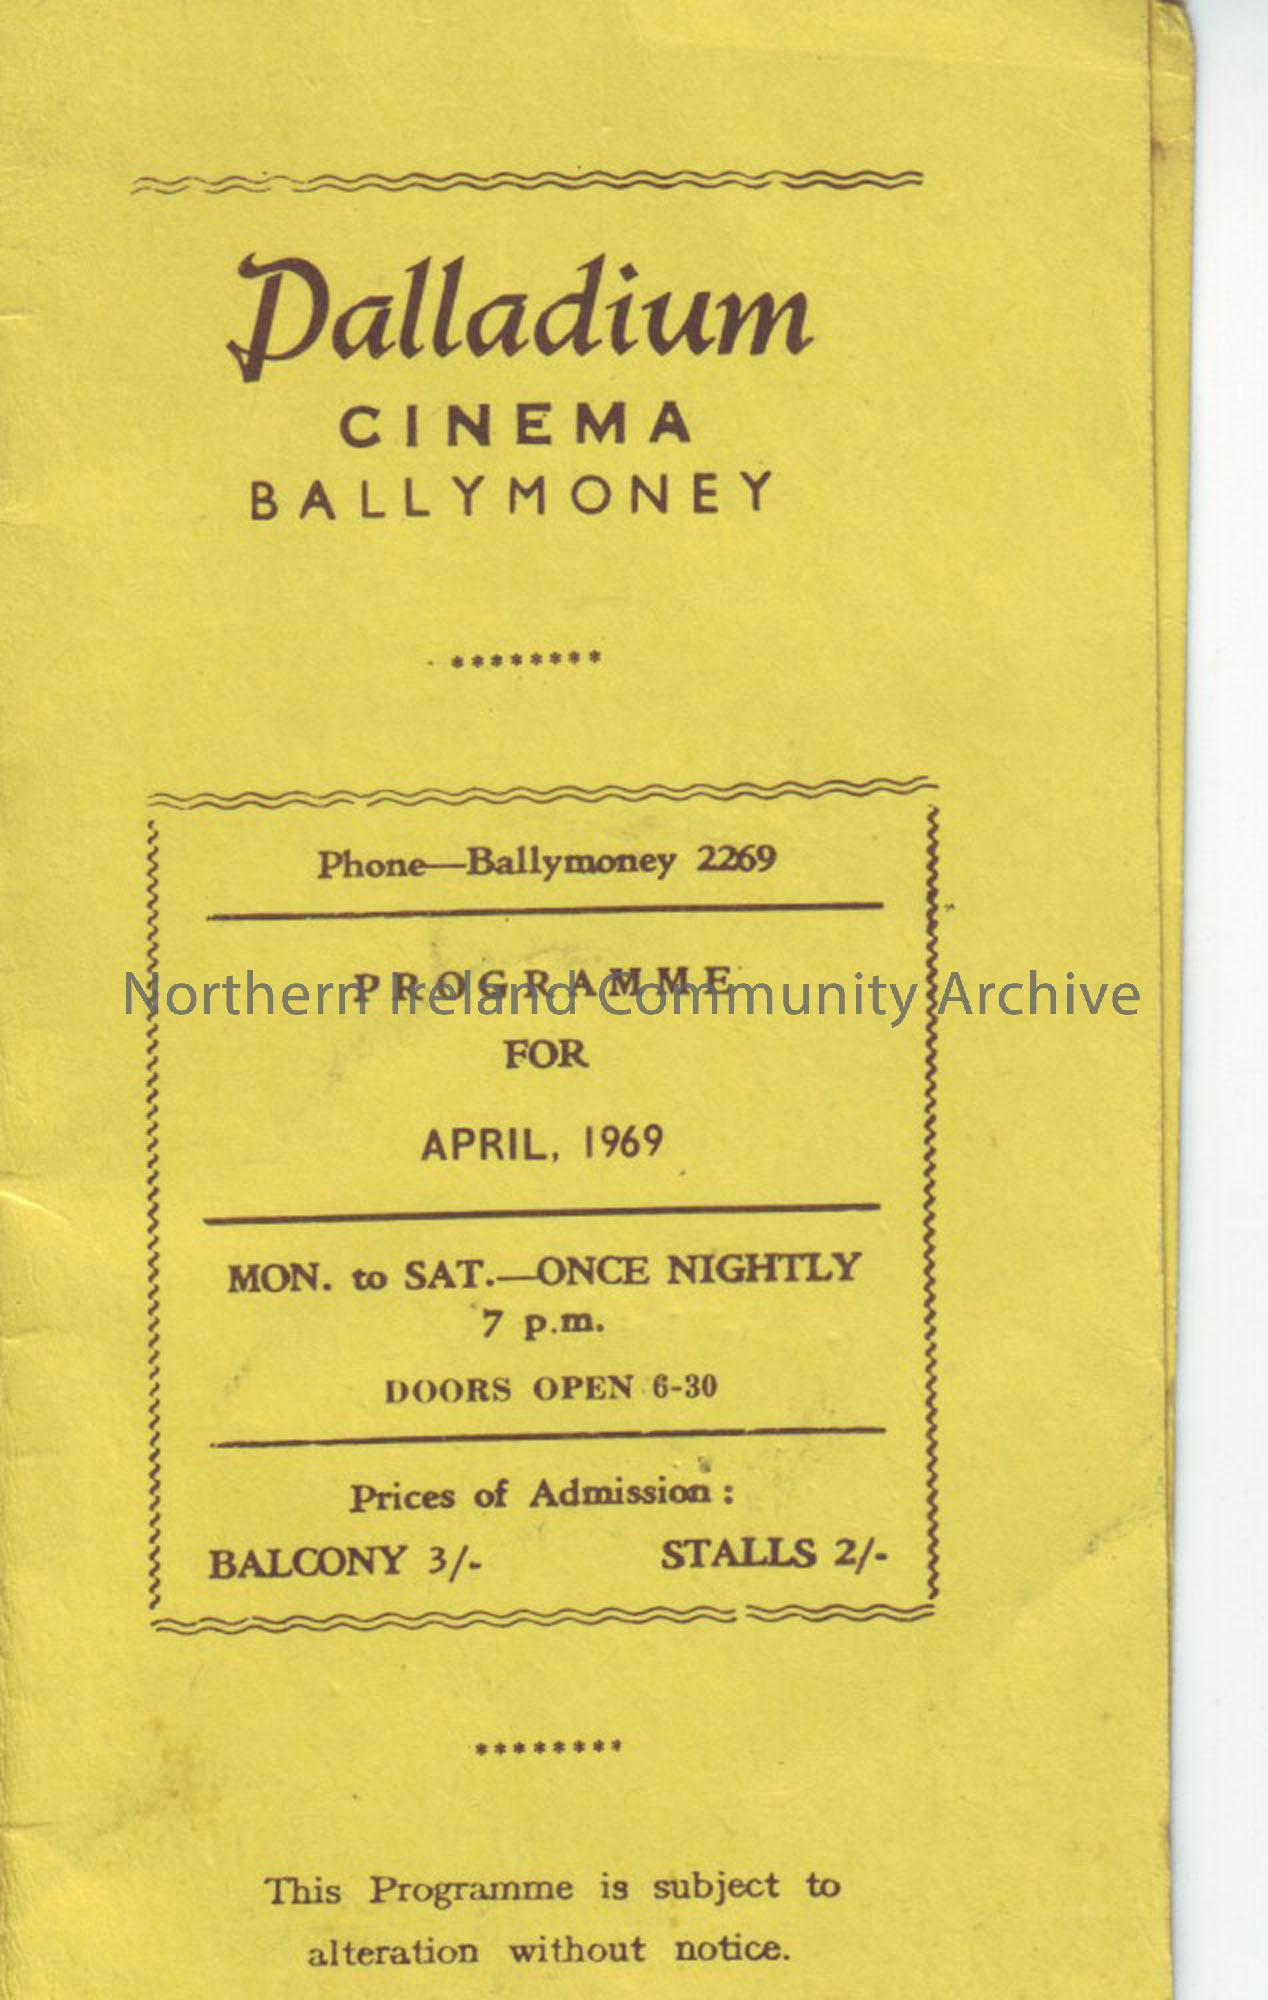 Palladium
CINEMA
BALLYMONEY
********
Phone—Ballymoney 2269
PROGRAMME
Northern Ireland Community Archive
FOR
APRIL, 1969
MON. to SAT.—ONCE NIGHTLY
7 p.m.
DOORS OPEN 6-30
Prices of Admission :
BALCONY 3/- STALLS 2/-
********
This Programme is subject to
alteration without notice.